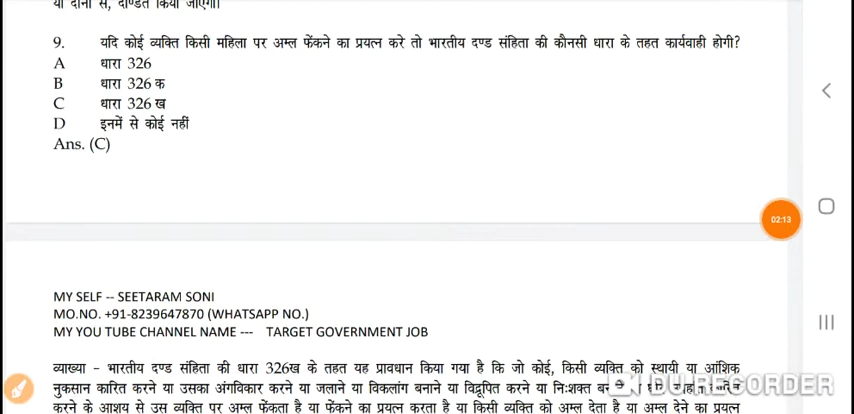 या दोनों से, दण्डित किया जाएगा।
9. यदि कोई व्यक्ति किसी महिला पर अम्ल फेंकने का प्रयत्न करे तो भारतीय दण्ड संहिता की कौनसी धारा के तहत कार्यवाही होगी?
A धारा 326
B धारा 326 क
C धारा 326 ख
D इनमें से कोई नहीं
Ans. (C)
02:13
MY SELF -- SEETARAM SONI
MO.NO. +91-8239647870 (WHATSAPP NO.)
MY YOU TUBE CHANNEL NAME --- TARGET GOVERNMENT JOB
व्याख्या - भारतीय दण्ड संहिता की धारा 326ख के तहत यह प्रावधान किया गया है कि जो कोई, किसी व्यक्ति को स्थायी या आंशिक
नुकसान कारित करने या उसका अंगविकार करने या जलाने या विकलांग बनाने या विद्रूपित करने या निःशक्त
DU RECORDER
करने के आशय से उस व्यक्ति पर अम्ल फेंकता है या फेंकने का प्रयत्न करता है या किसी व्यक्ति को अम्ल देता है या अम्ल देने का प्रयत्न